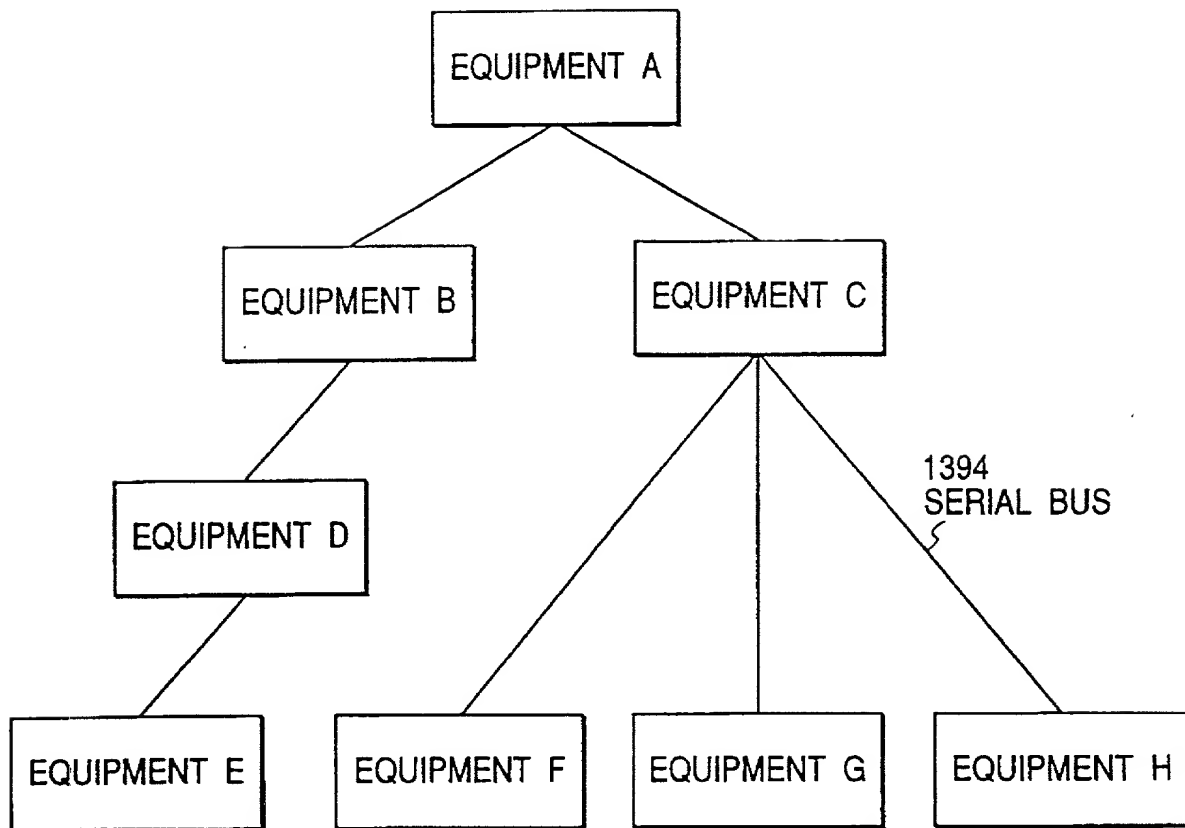 EQUIPMENT A
EQUIPMENT B
EQUIPMENT C
1394
SERIAL BUS
EQUIPMENT D
EQUIPMENT E
EQUIPMENT F
EQUIPMENT G
EQUIPMENT H